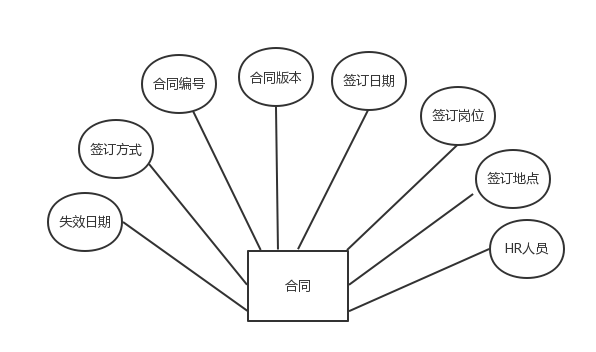 合同版本
签订日期
合同编号
签订岗位
签订方式
签订地点
失效日期
HR人员
合同